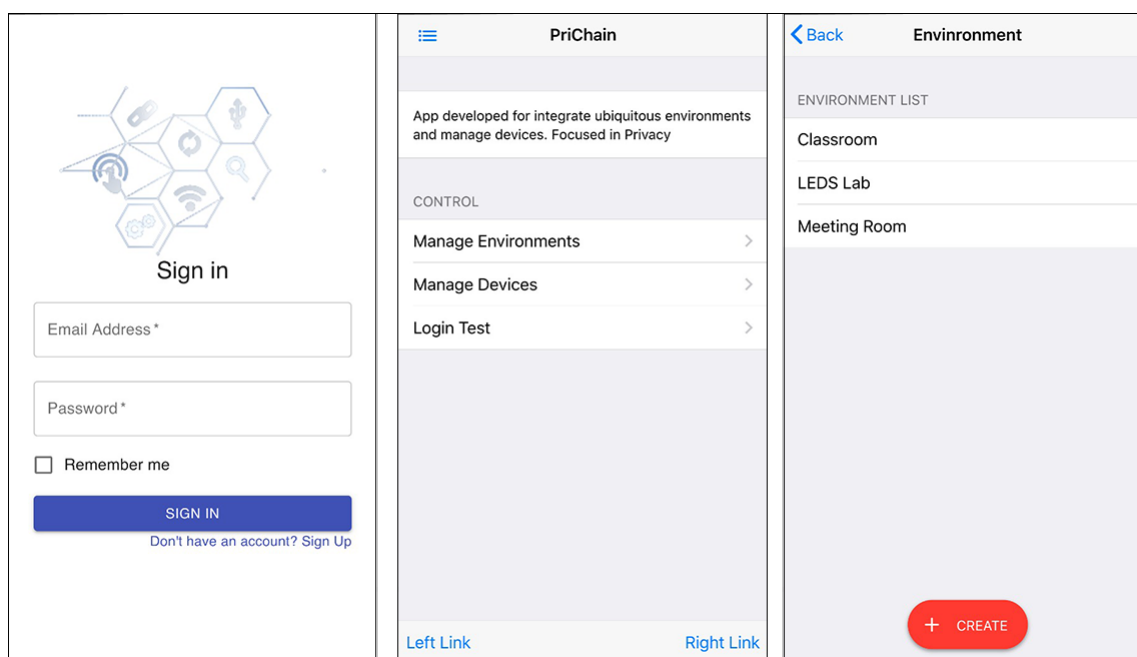 Sign in
Email Address *
Password *
Remember me
SIGN IN
Don't have an account? Sign Up
PriChain
App developed for integrate ubiquitous environments
and manage devices. Focused in Privacy
CONTROL
Manage Environments
Manage Devices
Login Test
Left Link
Right Link
Back
Envinronment
ENVIRONMENT LIST
Classroom
LEDS Lab
Meeting Room
+ CREATE